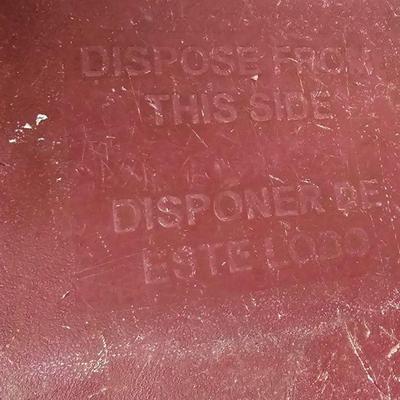 DISPOSE FROM
THIS SIDE
DISPONER DE
ESTE LODO